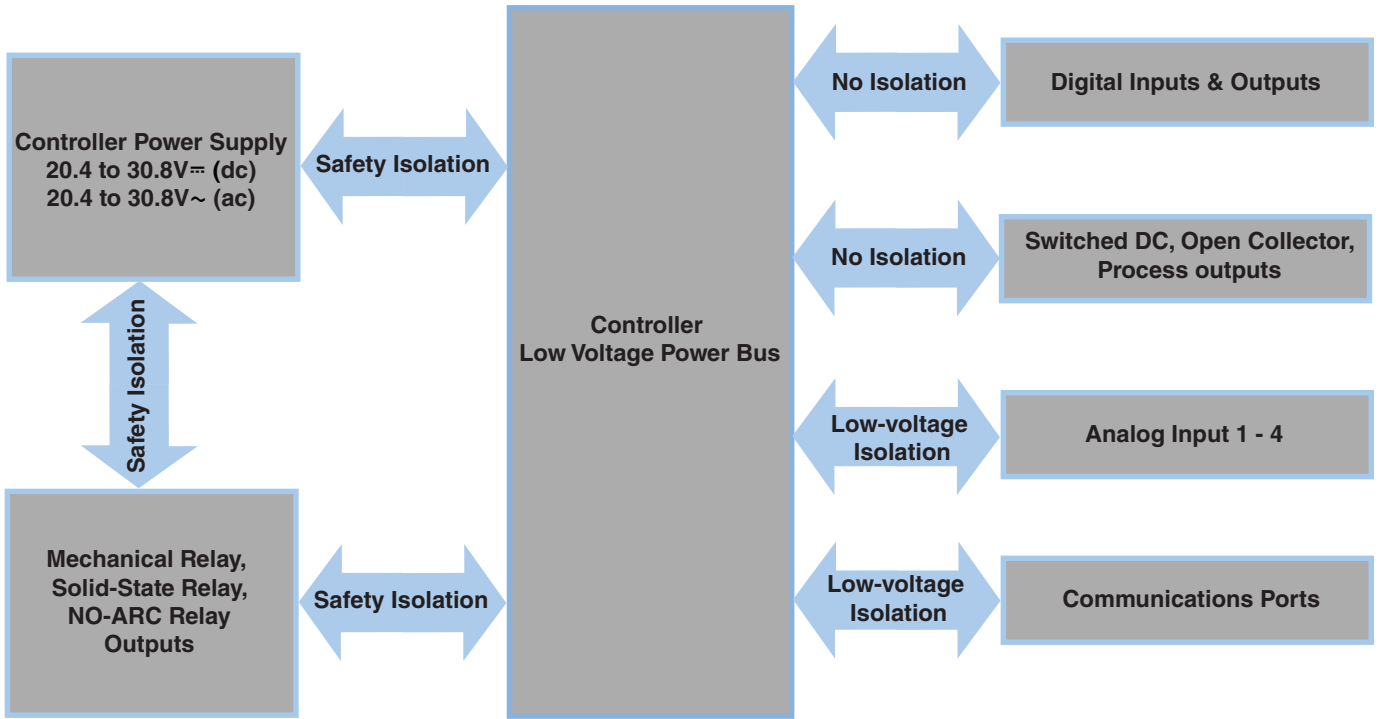 Controller Power Supply
20.4 to 30.8V⎓ (dc)
20.4 to 30.8V~ (ac)
Safety Isolation
Safety Isolation
Mechanical Relay,
Solid-State Relay,
NO-ARC Relay
Outputs
Safety Isolation
Controller
Low Voltage Power Bus
No Isolation
Digital Inputs & Outputs
No Isolation
Switched DC, Open Collector,
Process outputs
Low-voltage
Isolation
Analog Input 1 - 4
Low-voltage
Isolation
Communications Ports